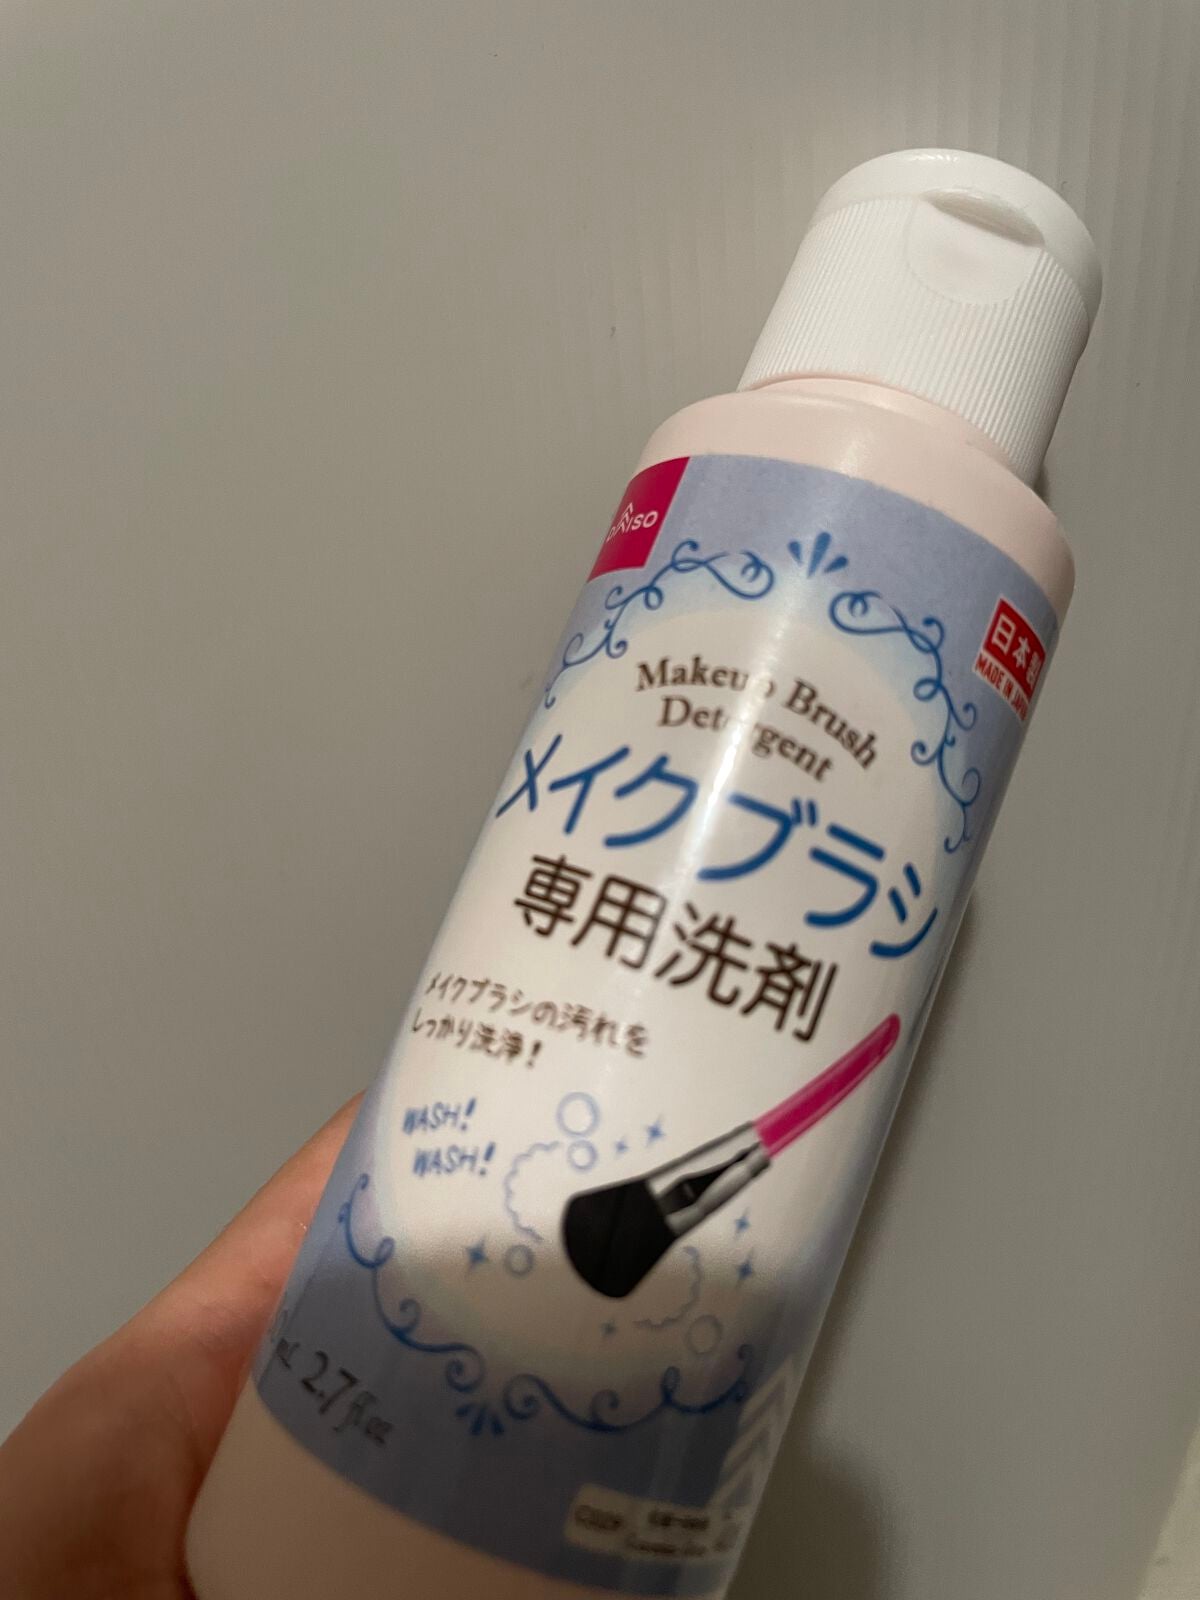 DAISO
日本製
MADE IN JAPAN
Makeup Brush
Detergent
メイクブラシ
専用洗剤
メイクブラシの汚れを
しっかり洗浄!
WASH!
WASH!
2.7 fl oz